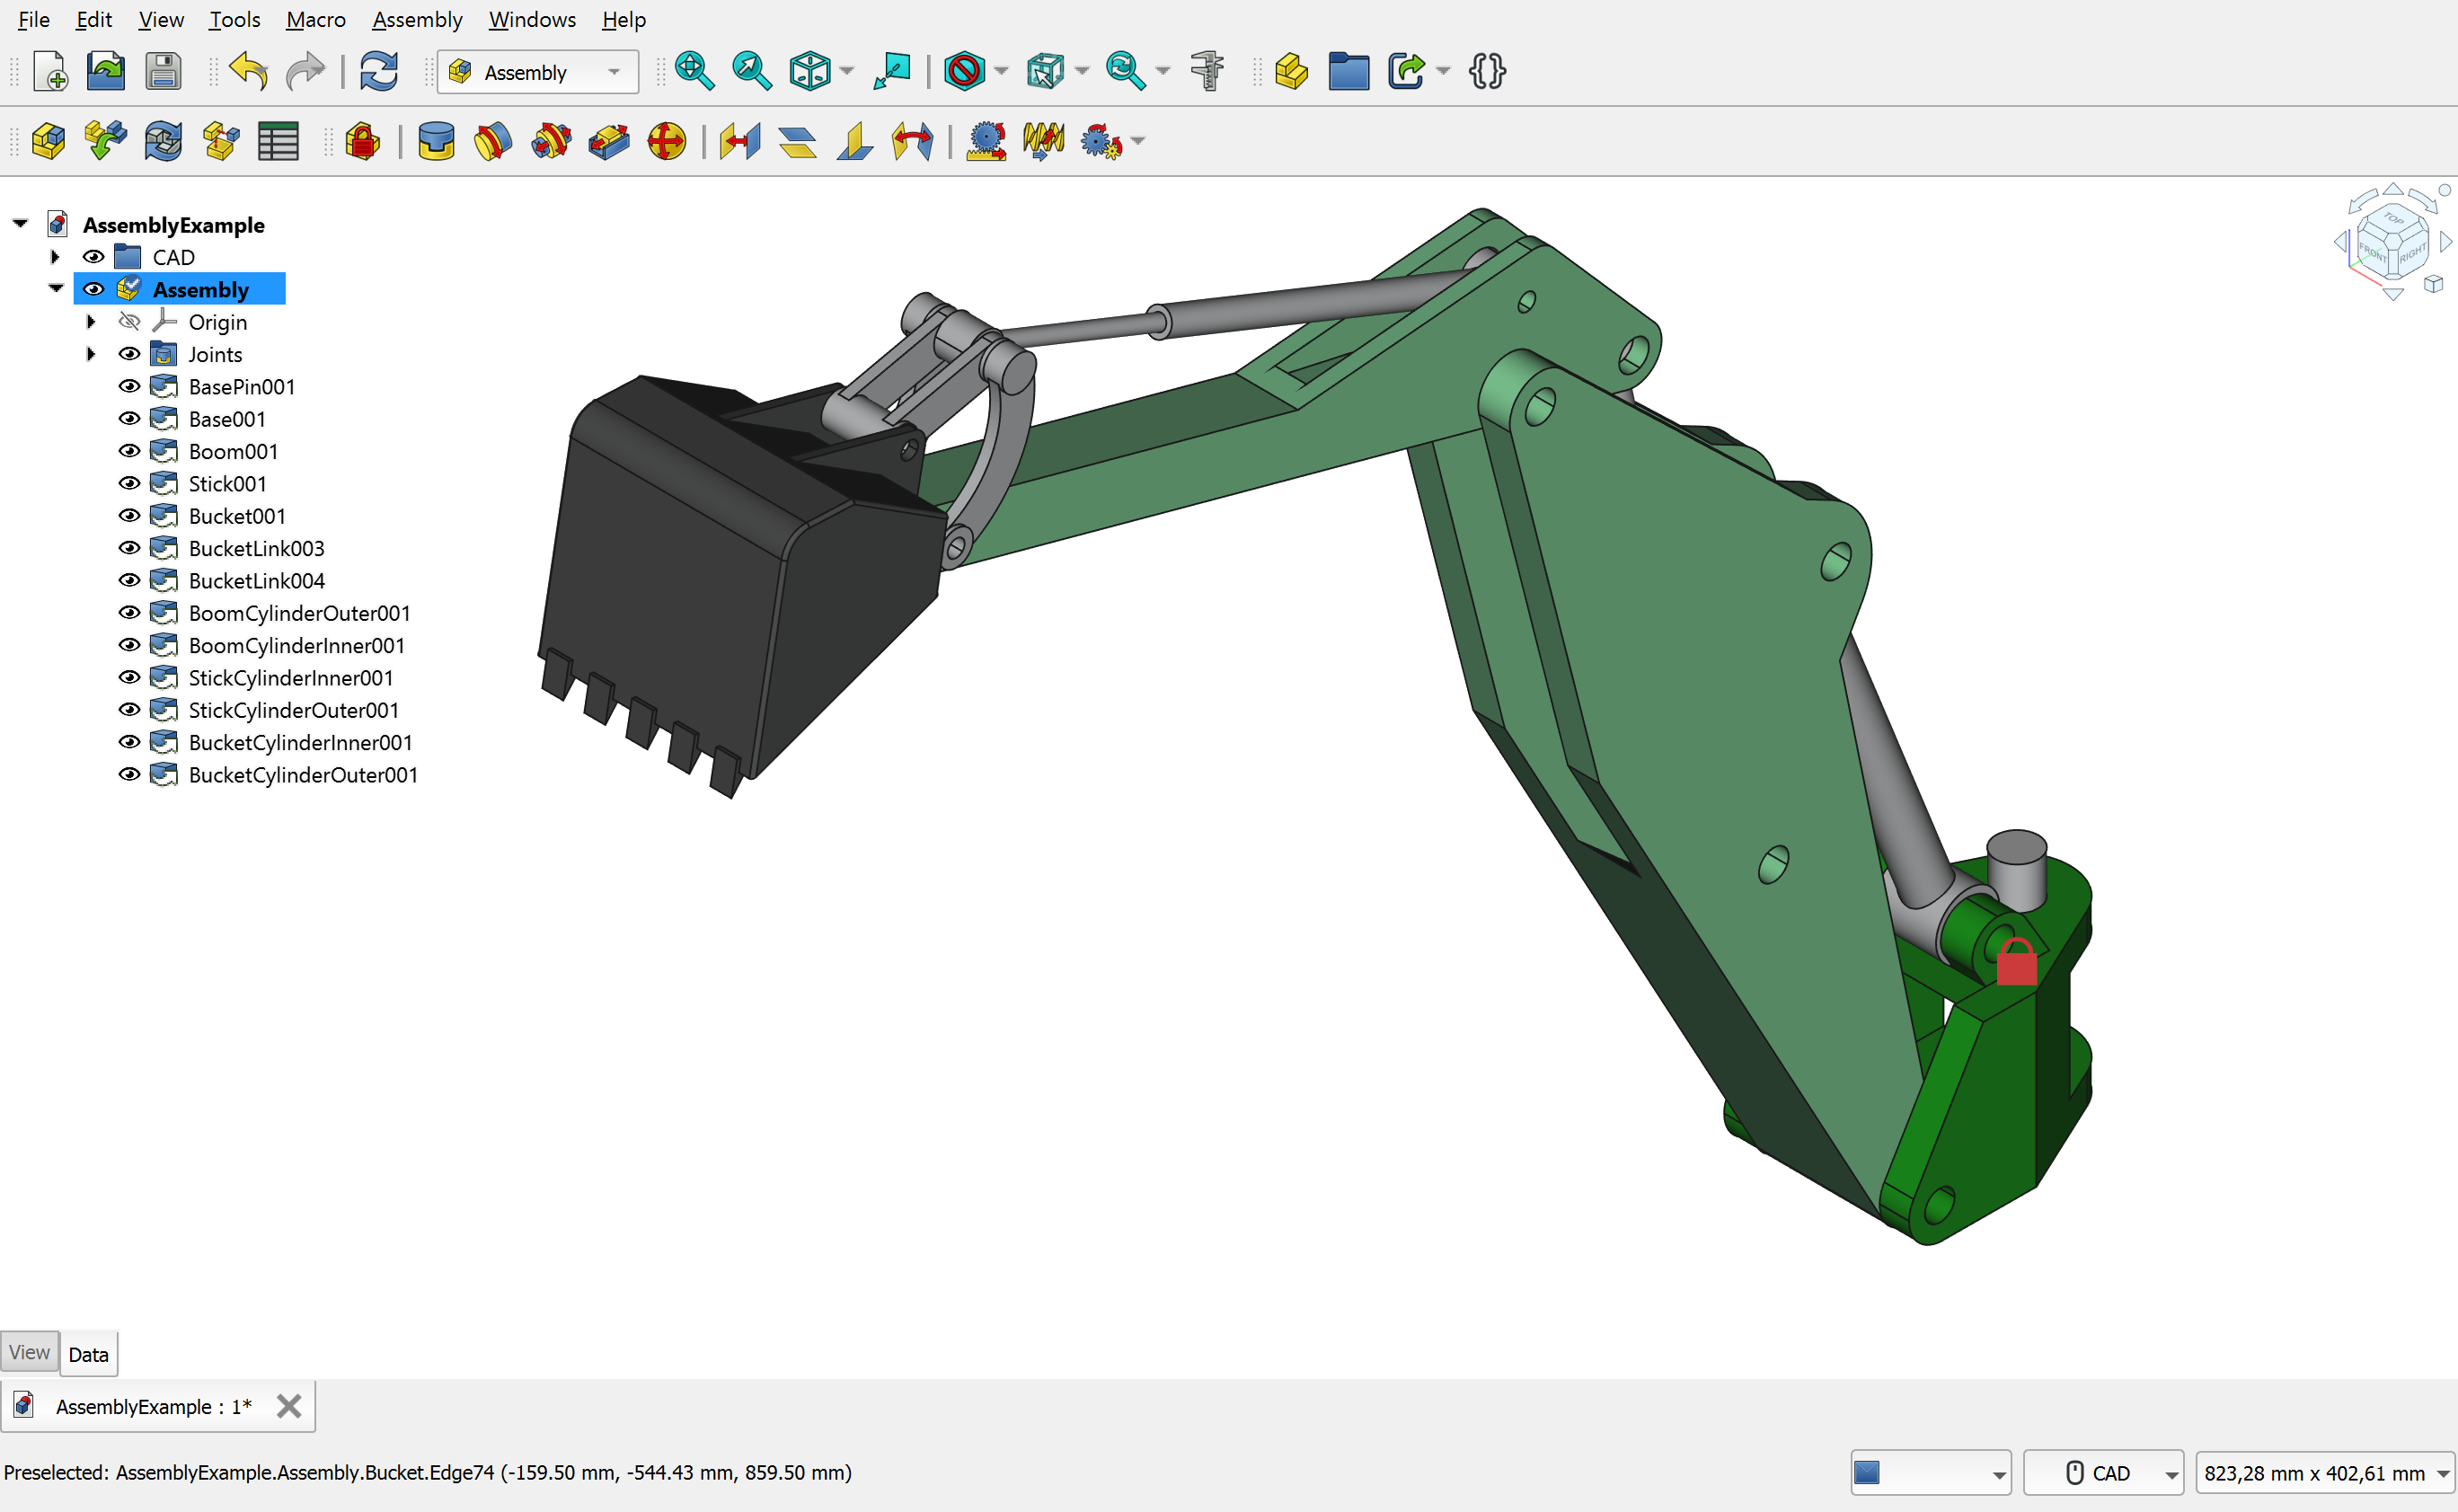 File Edit View Tools Macro Assembly Windows Help
Assembly
AssemblyExample
CAD
Assembly
Origin
Joints
BasePin001
Base001
Boom001
Stick001
Bucket001
BucketLink003
BucketLink004
BoomCylinderOuter001
BoomCylinderInner001
StickCylinderInner001
StickCylinderOuter001
BucketCylinderInner001
BucketCylinderOuter001
TOP
FRONT
RIGHT
View Data
AssemblyExample : 1*
Preselected: AssemblyExample.Assembly.Bucket.Edge74 (-159.50 mm, -544.43 mm, 859.50 mm)
CAD
823,28 mm x 402,61 mm